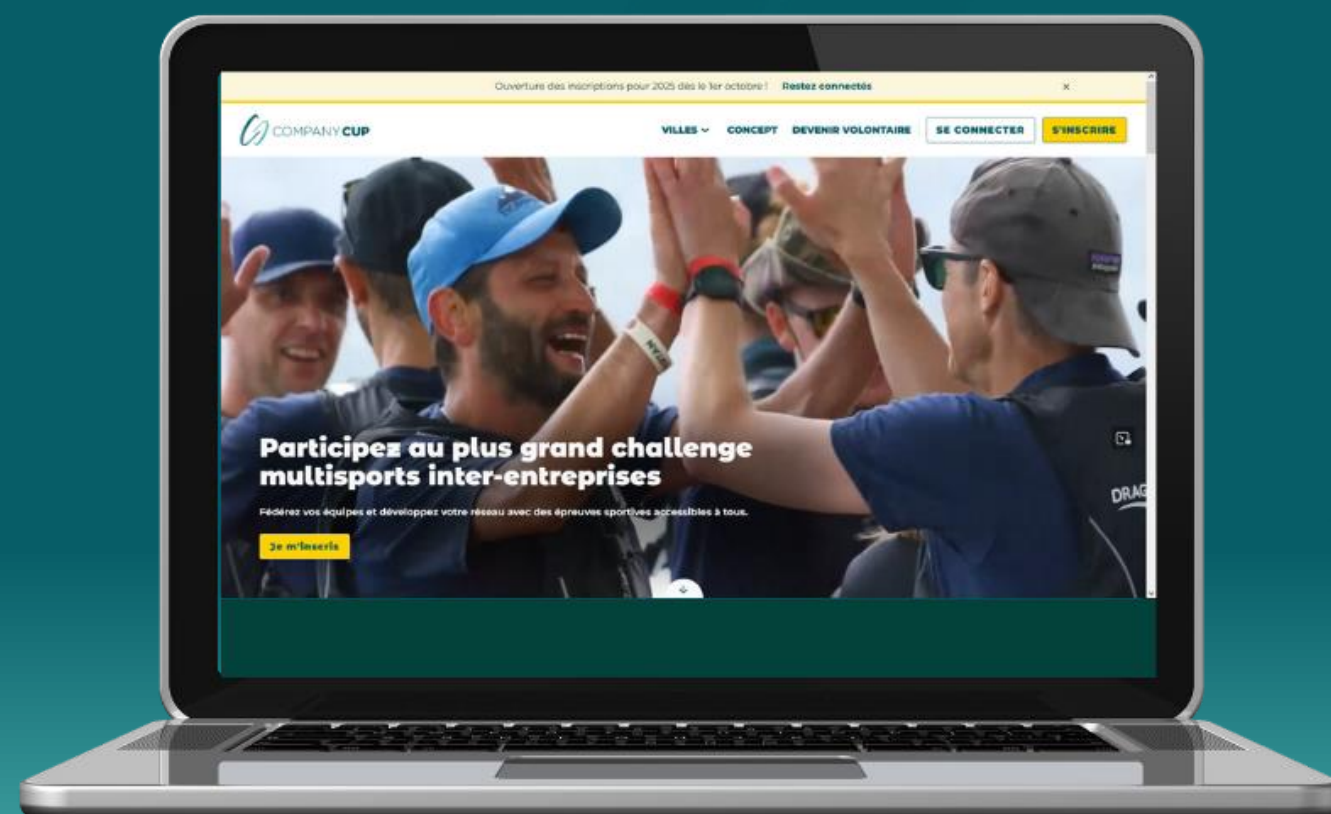 Ouverture des inscriptions pour 2025 dès le 1er octobre ! Restez connectés ×
COMPANY CUP
VILLES CONCEPT DEVENIR VOLONTAIRE SE CONNECTER S'INSCRIRE
Participez au plus grand challenge
multisports inter-entreprises
Fédérez vos équipes et développez votre réseau avec des épreuves sportives accessibles à tous.
Je m'inscris
DRAG